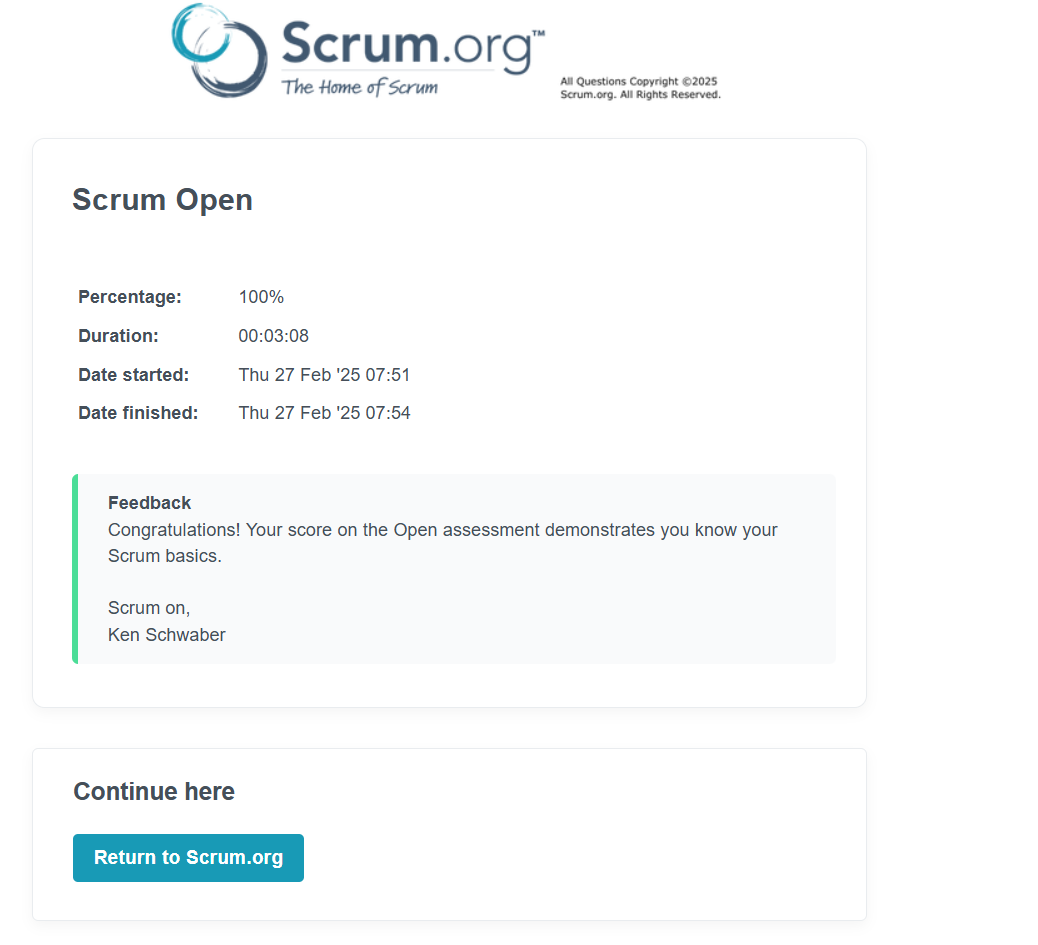 Scrum.org™
The Home of Scrum
All Questions Copyright ©2025
Scrum.org. All Rights Reserved.
Scrum Open
Percentage: 100%
Duration: 00:03:08
Date started: Thu 27 Feb '25 07:51
Date finished: Thu 27 Feb '25 07:54
Feedback
Congratulations! Your score on the Open assessment demonstrates you know your
Scrum basics.
Scrum on,
Ken Schwaber
Continue here
Return to Scrum.org